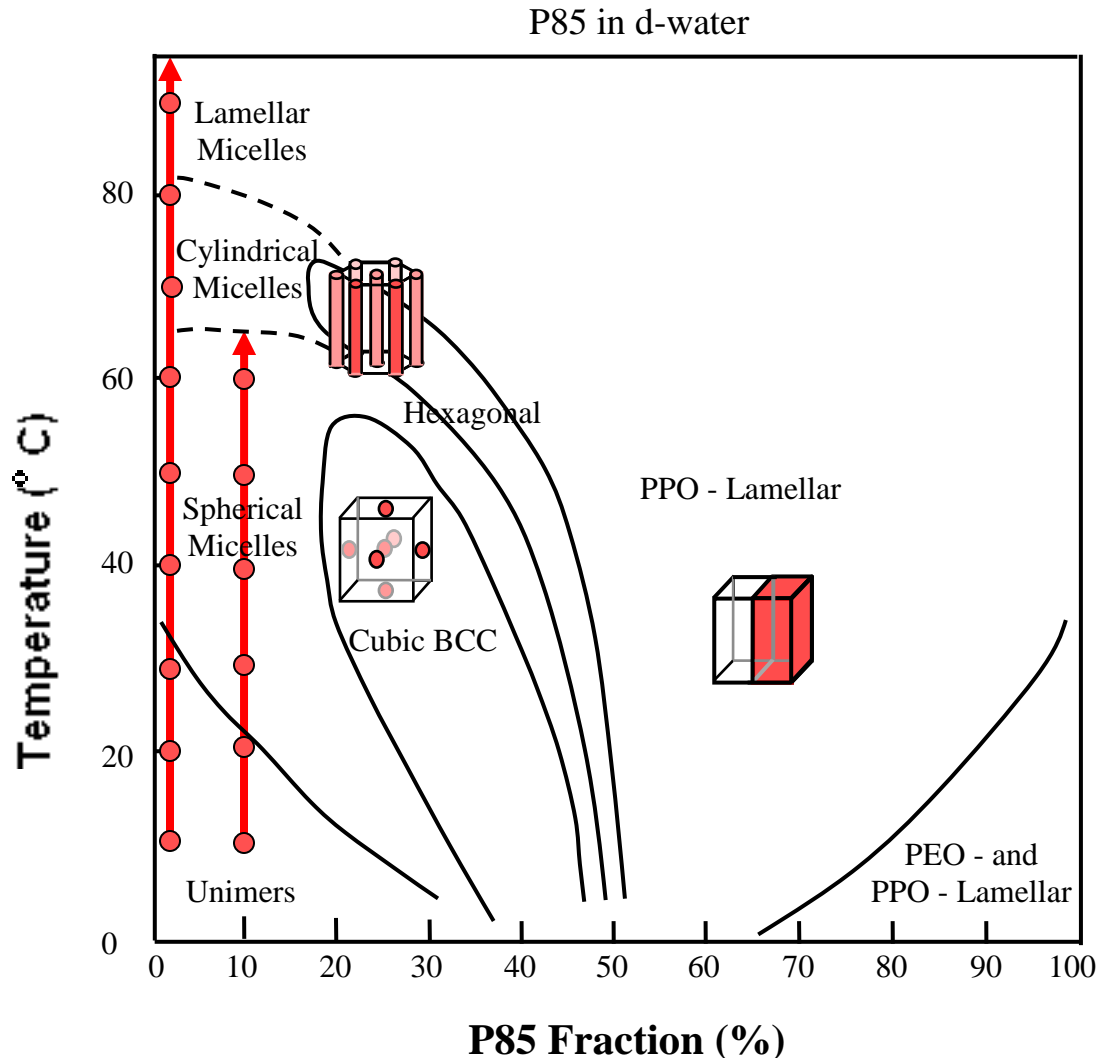 P85 in d-water
Lamellar
Micelles
80
Cylindrical
Micelles
60
Hexagonal
PPO - Lamellar
Spherical
Micelles
40
Cubic BCC
20
PEO - and
PPO - Lamellar
Unimers
0
0 10 20 30 40 50 60 70 80 90 100
Temperature (° C)
P85 Fraction (%)